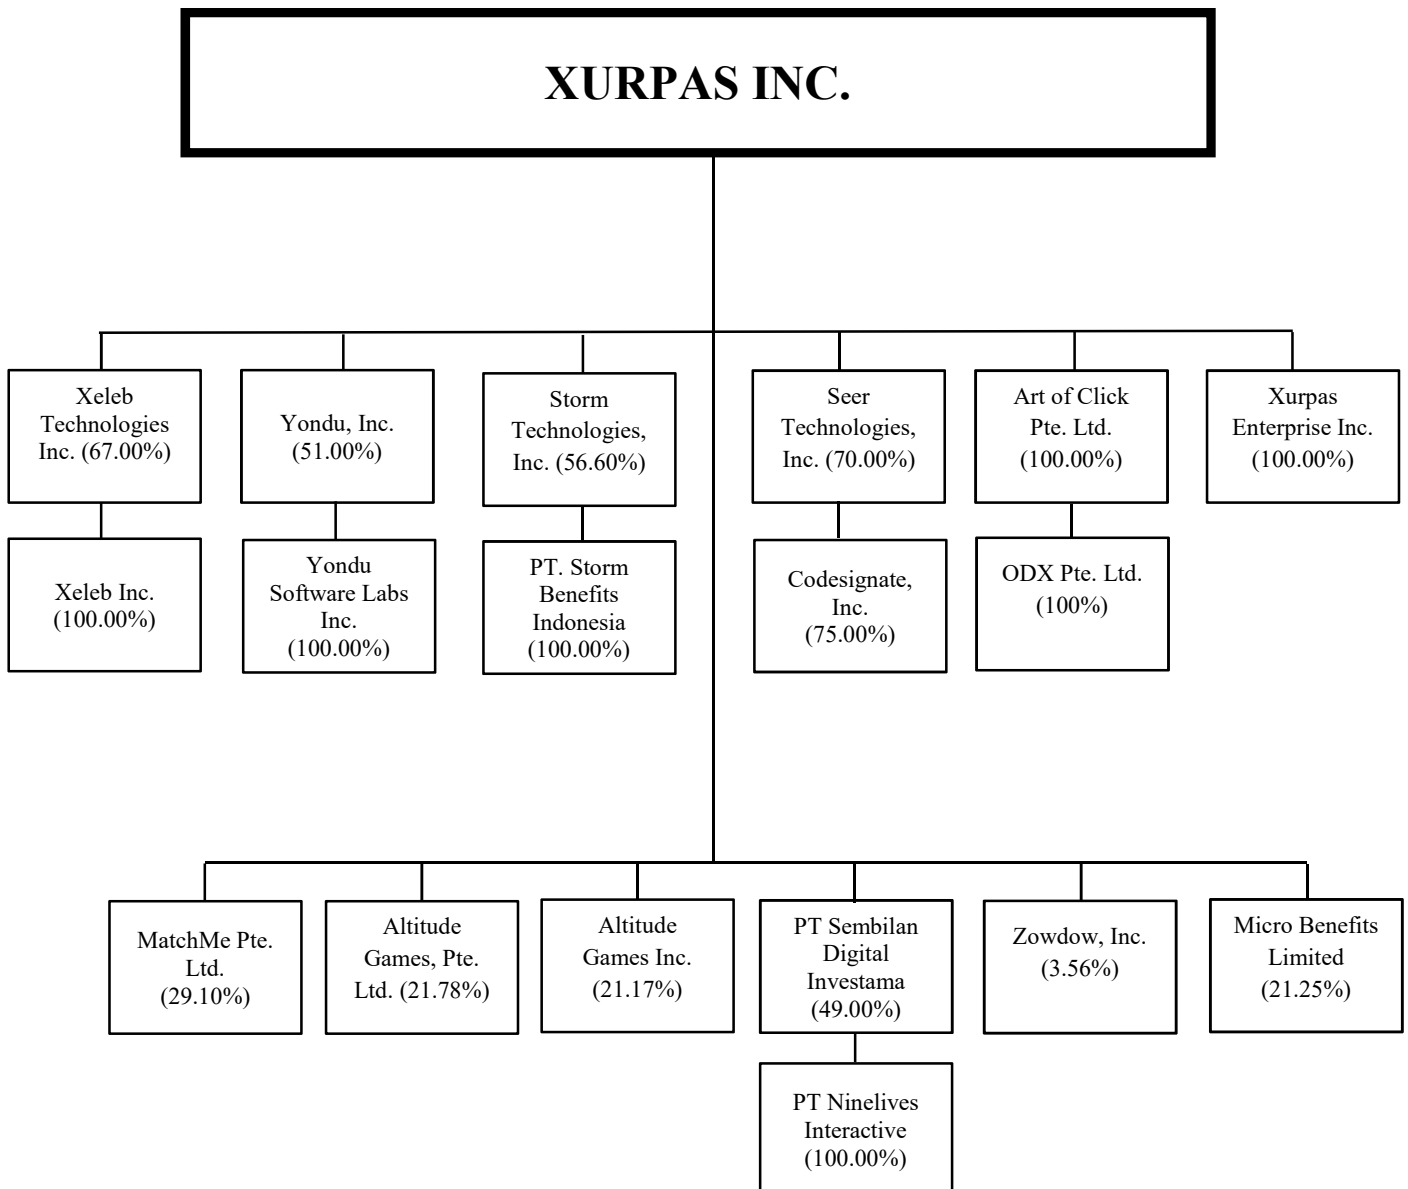 XURPAS INC.
Xeleb
Technologies
Inc. (67.00%)
Yondu, Inc.
(51.00%)
Storm
Technologies,
Inc. (56.60%)
Seer
Technologies,
Inc. (70.00%)
Art of Click
Pte. Ltd.
(100.00%)
Xurpas
Enterprise Inc.
(100.00%)
Xeleb Inc.
(100.00%)
Yondu
Software Labs
Inc.
(100.00%)
PT. Storm
Benefits
Indonesia
(100.00%)
Codesignate,
Inc.
(75.00%)
ODX Pte. Ltd.
(100%)
MatchMe Pte.
Ltd.
(29.10%)
Altitude
Games, Pte.
Ltd. (21.78%)
Altitude
Games Inc.
(21.17%)
PT Sembilan
Digital
Investama
(49.00%)
Zowdow, Inc.
(3.56%)
Micro Benefits
Limited
(21.25%)
PT Ninelives
Interactive
(100.00%)